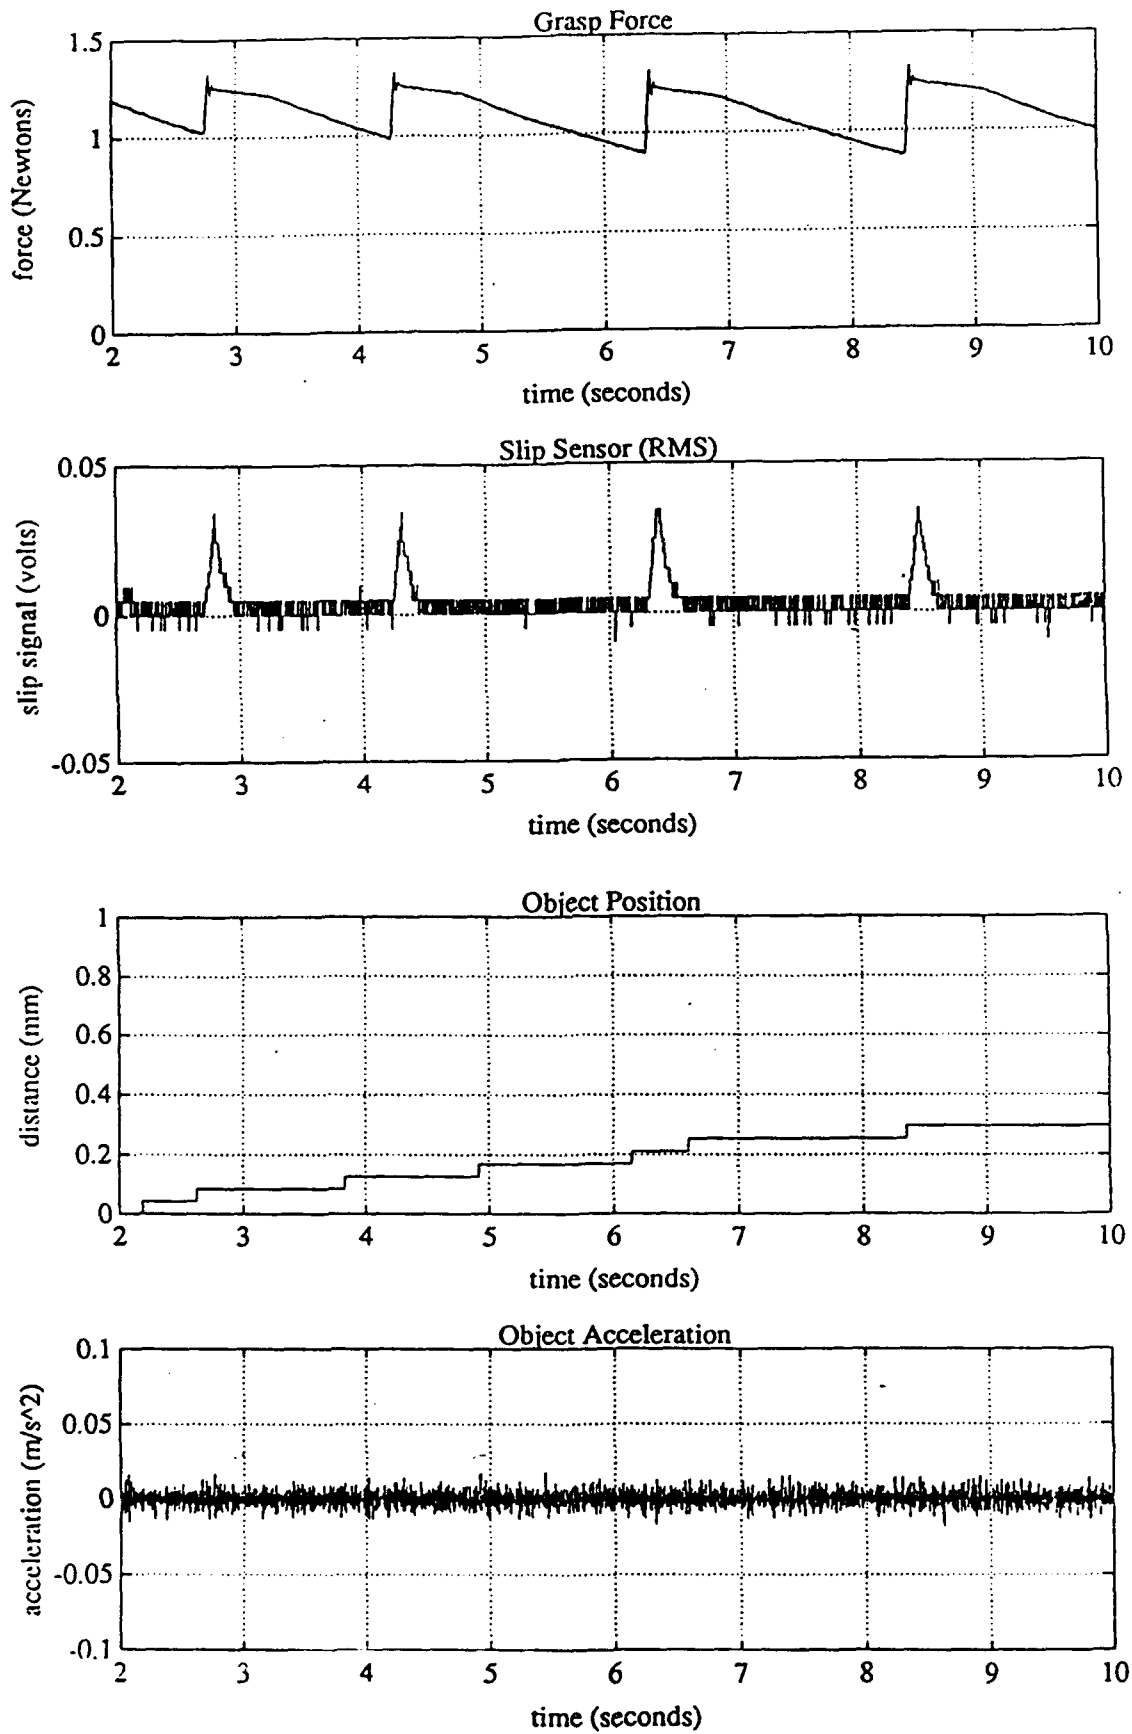 Grasp Force
1.5
1
0.5
0
force (Newtons)
2 3 4 5 6 7 8 9 10
time (seconds)
Slip Sensor (RMS)
0.05
0
-0.05
slip signal (volts)
2 3 4 5 6 7 8 9 10
time (seconds)
Object Position
1
0.8
0.6
0.4
0.2
0
distance (mm)
2 3 4 5 6 7 8 9 10
time (seconds)
Object Acceleration
0.1
0.05
0
-0.05
-0.1
acceleration (m/s^2)
2 3 4 5 6 7 8 9 10
time (seconds)